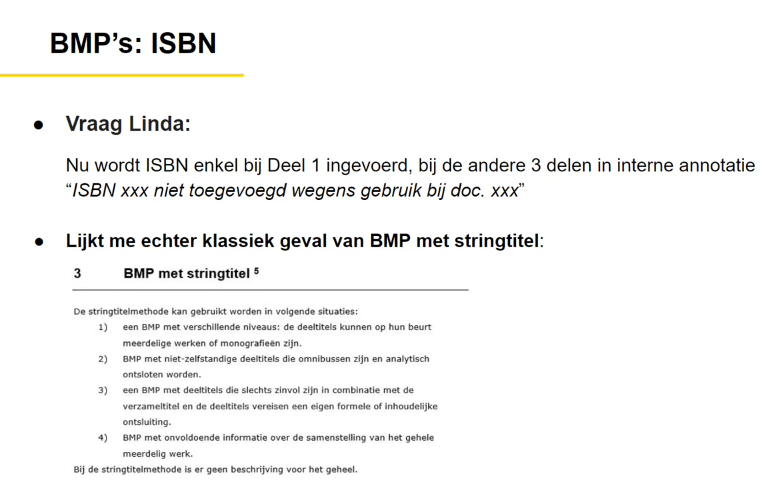 BMP's: ISBN
● Vraag Linda:
Nu wordt ISBN enkel bij Deel 1 ingevoerd, bij de andere 3 delen in interne annotatie
“ISBN xxx niet toegevoegd wegens gebruik bij doc. xxx”
● Lijkt me echter klassiek geval van BMP met stringtitel:
3 BMP met stringtitel ⁵
De stringtitelmethode kan gebruikt worden in volgende situaties:
1) een BMP met verschillende niveaus: de deeltitels kunnen op hun beurt
meerdelige werken of monografieën zijn.
2) BMP met niet-zelfstandige deeltitels die omnibussen zijn en analytisch
ontsloten worden.
3) een BMP met deeltitels die slechts zinvol zijn in combinatie met de
verzameltitel en de deeltitels vereisen een eigen formele of inhoudelijke
ontsluiting.
4) BMP met onvoldoende informatie over de samenstelling van het gehele
meerdelig werk.
Bij de stringtitelmethode is er geen beschrijving voor het geheel.